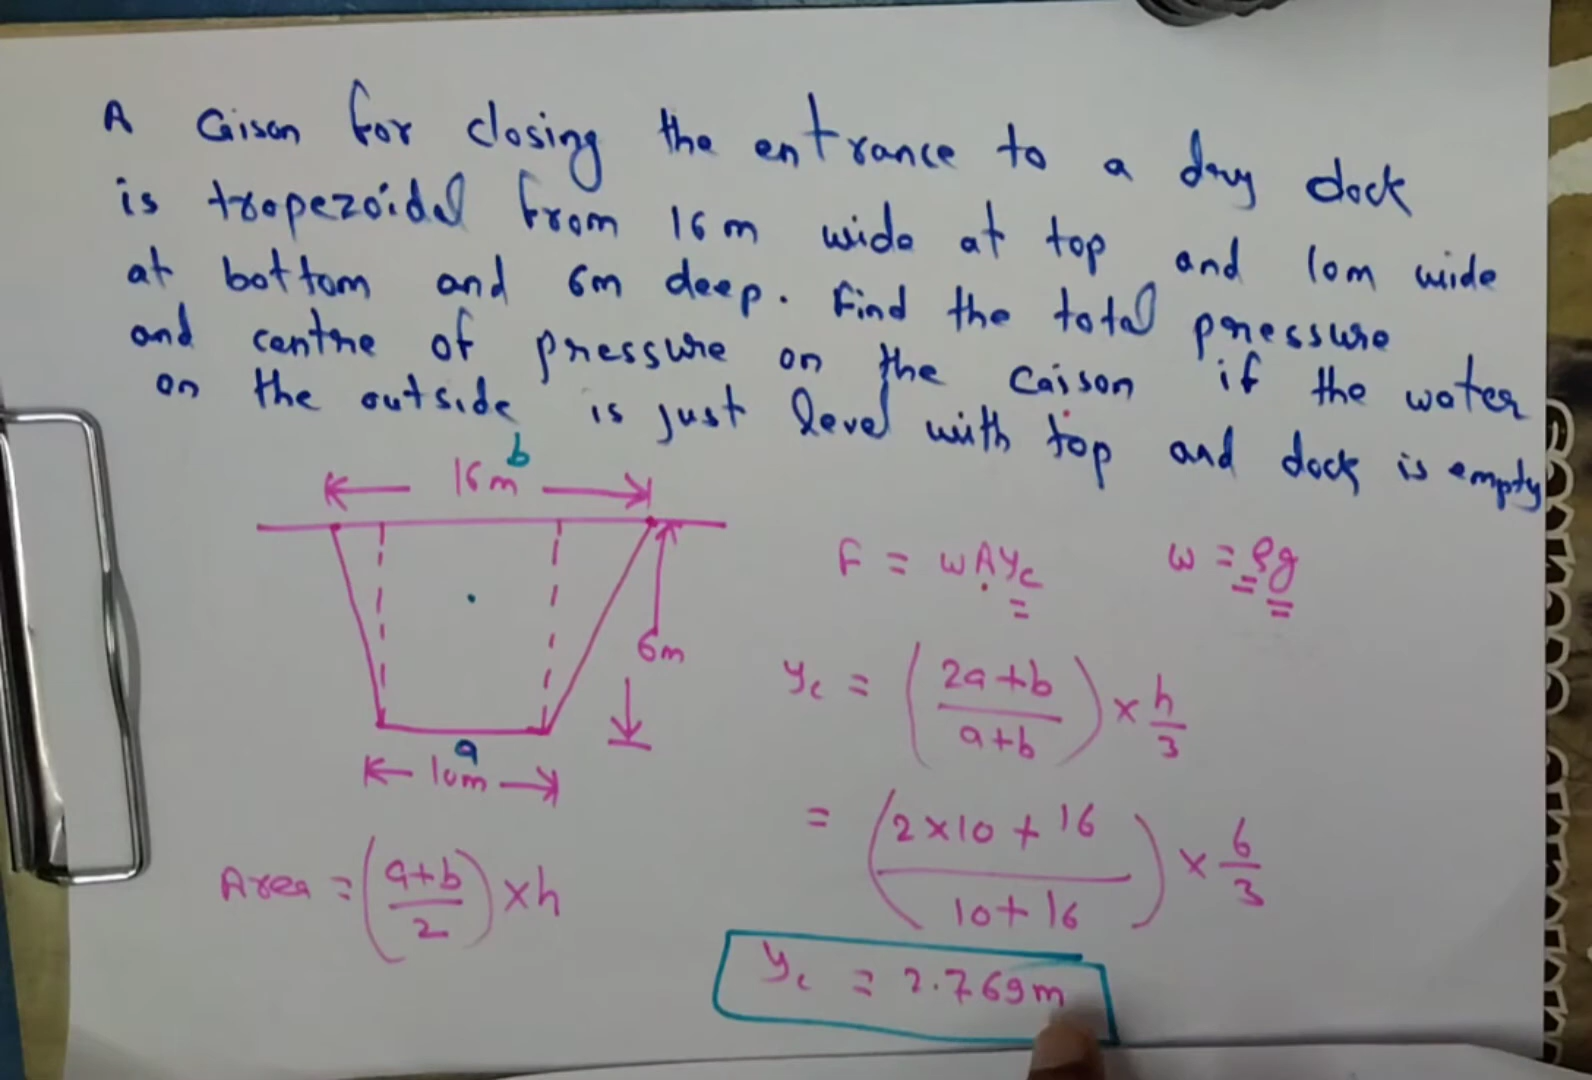 A Caison for closing the entrance to a dry dock
is tropezoidal from 16m wide at top and 10m wide
at bottom and 6m deep. Find the total pressure
and centre of pressure on the caison if the water
on the outside is just level with top and dock is empty
b
16m
6m
a
10m
Area = (a+b/2) × h
F = wAyc w = ρg
yc = (2a+b/a+b) × h/3
= (2×10+16/10+16) × 6/3
yc = 2.769m